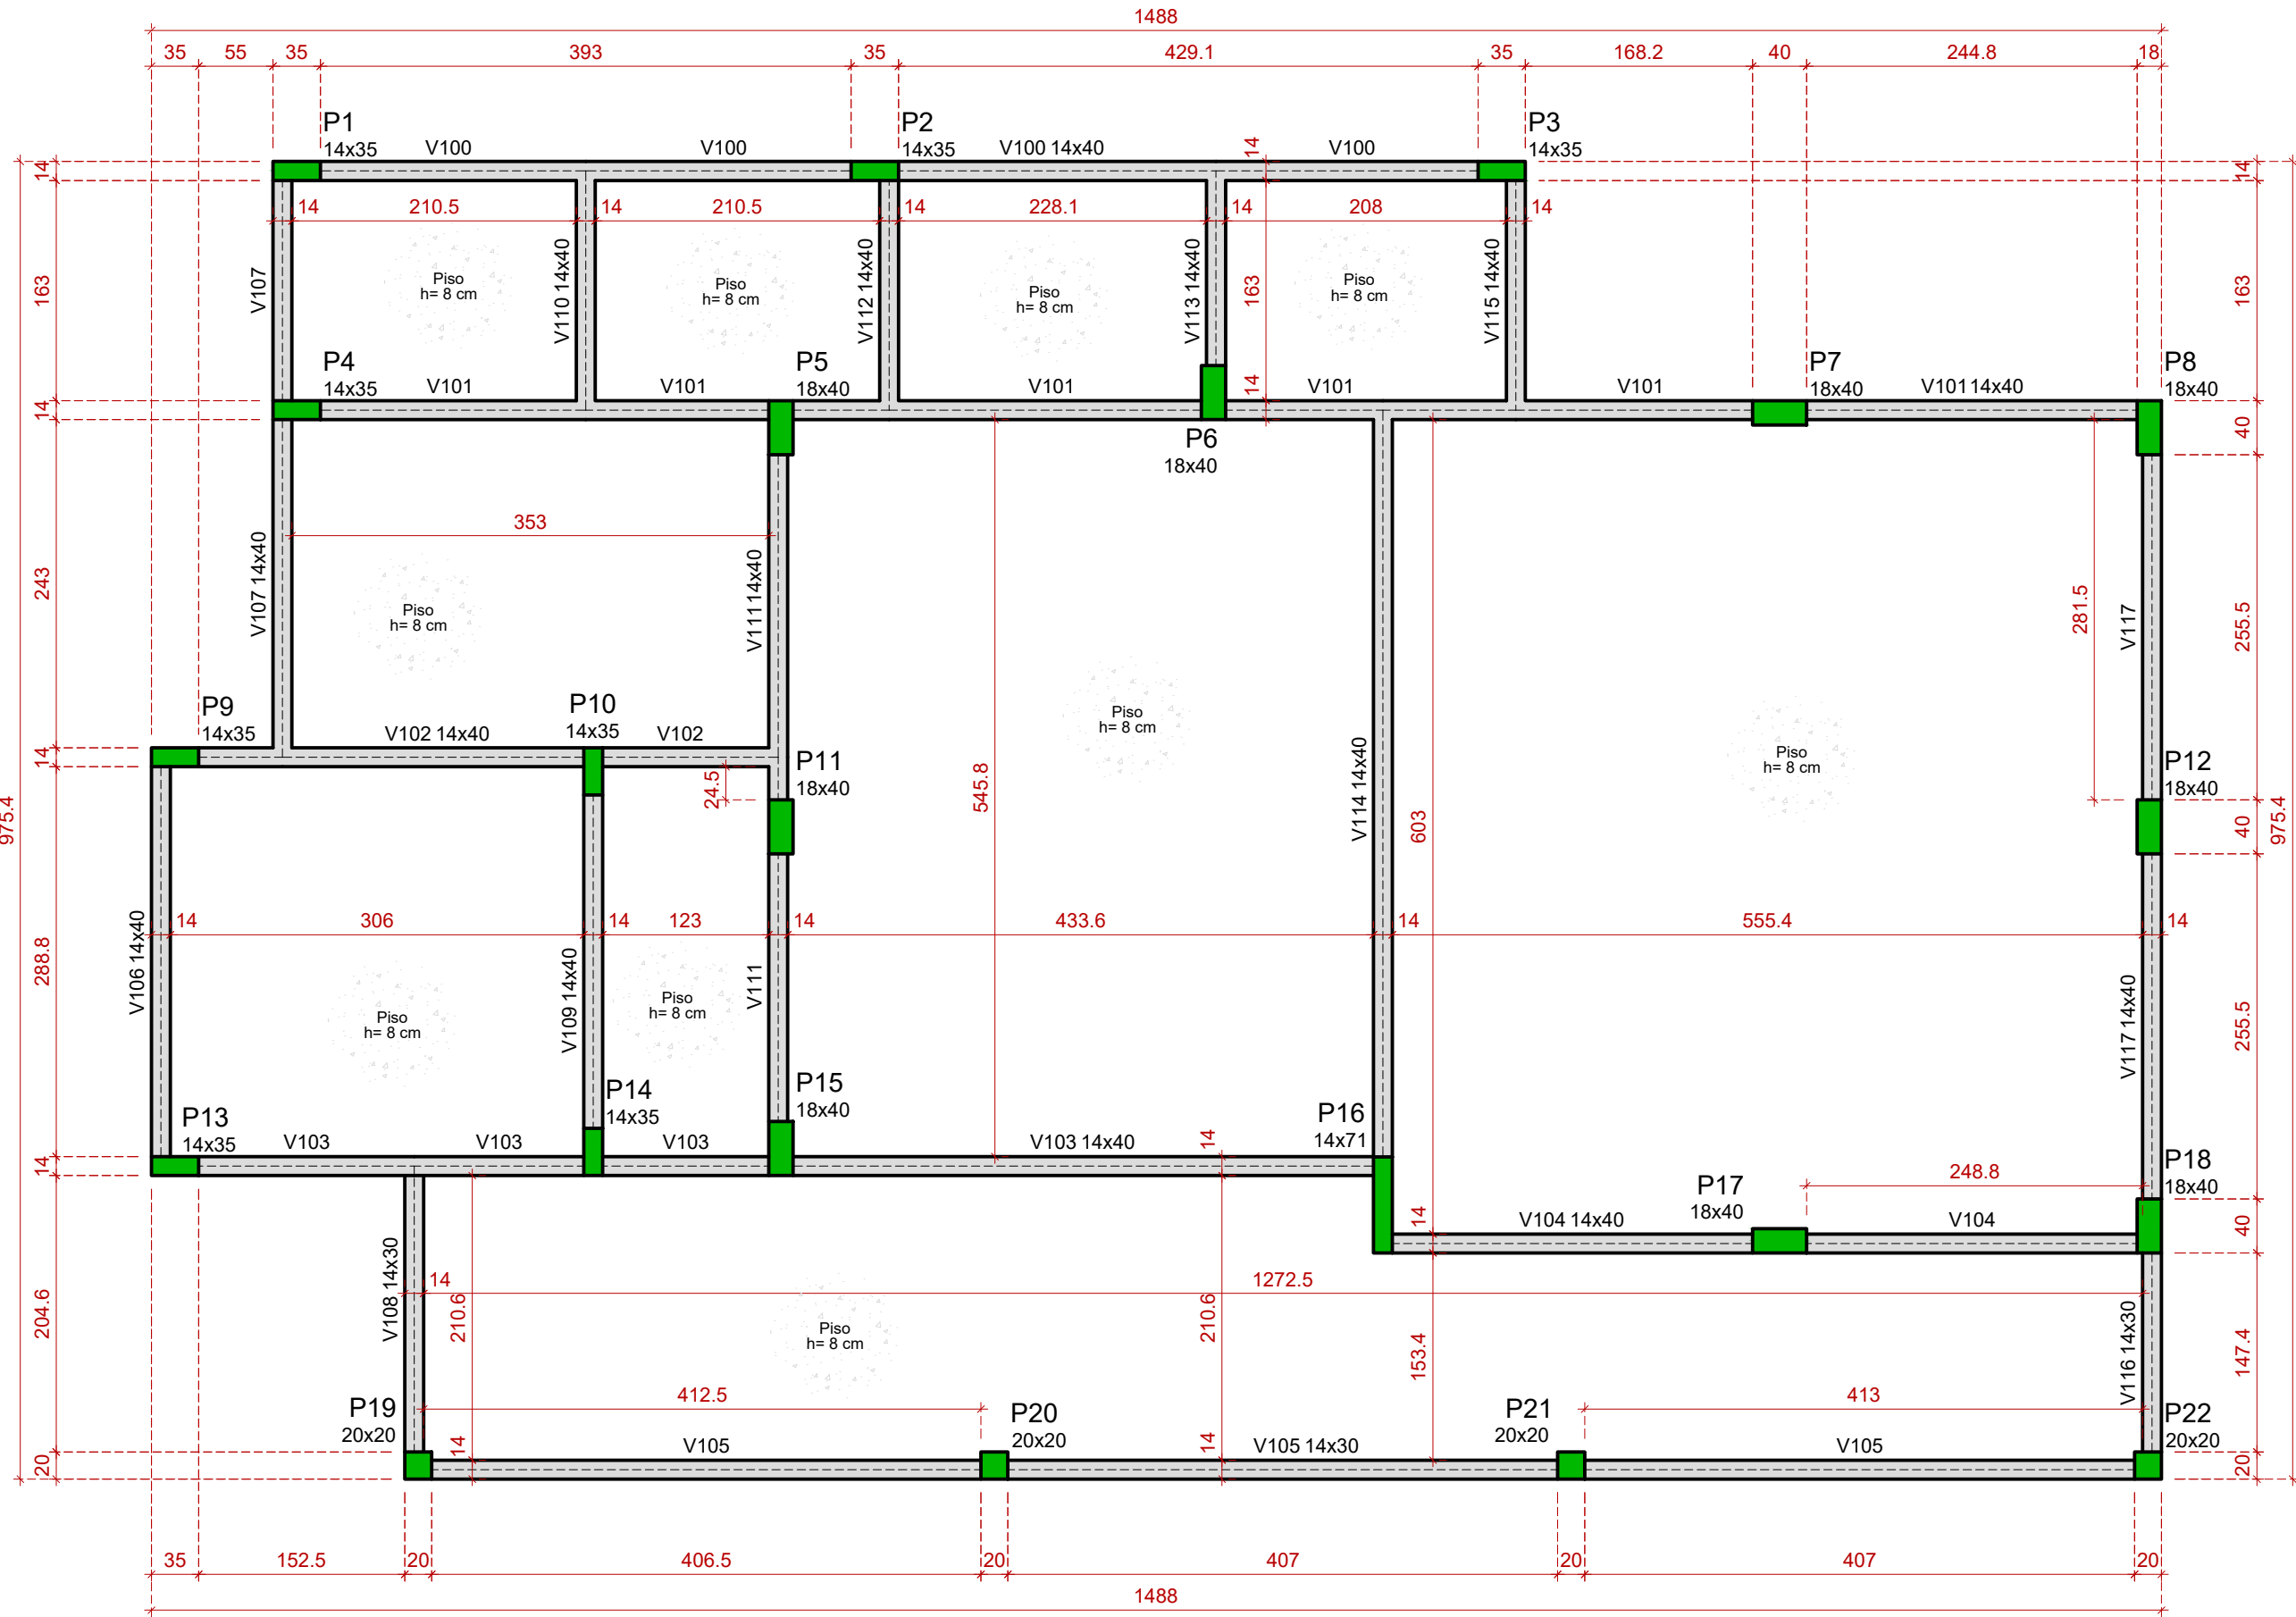 1488
35 55 35 393 35 429.1 35 168.2 40 244.8 18
P1
14x35
V100
V100
P2
14x35
V100 14x40
14
V100
P3
14x35
14
14
14 210.5 14 210.5 14 228.1 14 208 14
163
V107
Piso
h= 8 cm
V110 14x40
Piso
h= 8 cm
V112 14x40
Piso
h= 8 cm
V113 14x40
163
Piso
h= 8 cm
V115 14x40
163
P4
14x35
V101
V101
P5
18x40
V101
14
V101
V101
P7
18x40
V101 14x40
P8
18x40
14
P6
18x40
40
353
243
V107 14x40
Piso
h= 8 cm
V111 14x40
281.5
V117
255.5
P9
14x35
V102 14x40
P10
14x35
V102
14
24.5
P11
18x40
545.8
Piso
h= 8 cm
V114 14x40
603
Piso
h= 8 cm
P12
18x40
40
975.4
975.4
14 306 14 123 14 433.6 14 555.4 14
288.8
V106 14x40
Piso
h= 8 cm
V109 14x40
Piso
h= 8 cm
V111
V117 14x40
255.5
P13
14x35
V103
V103
P14
14x35
V103
P15
18x40
V103 14x40
14
P16
14x71
14
P17
18x40
248.8
P18
18x40
14
V104 14x40
V104
40
204.6
V108 14x30
14
1272.5
210.6
210.6
153.4
Piso
h= 8 cm
V116 14x30
147.4
412.5
413
P19
20x20
14
V105
P20
20x20
14
V105 14x30
P21
20x20
V105
P22
20x20
20
20
35 152.5 20 406.5 20 407 20 407 20
1488